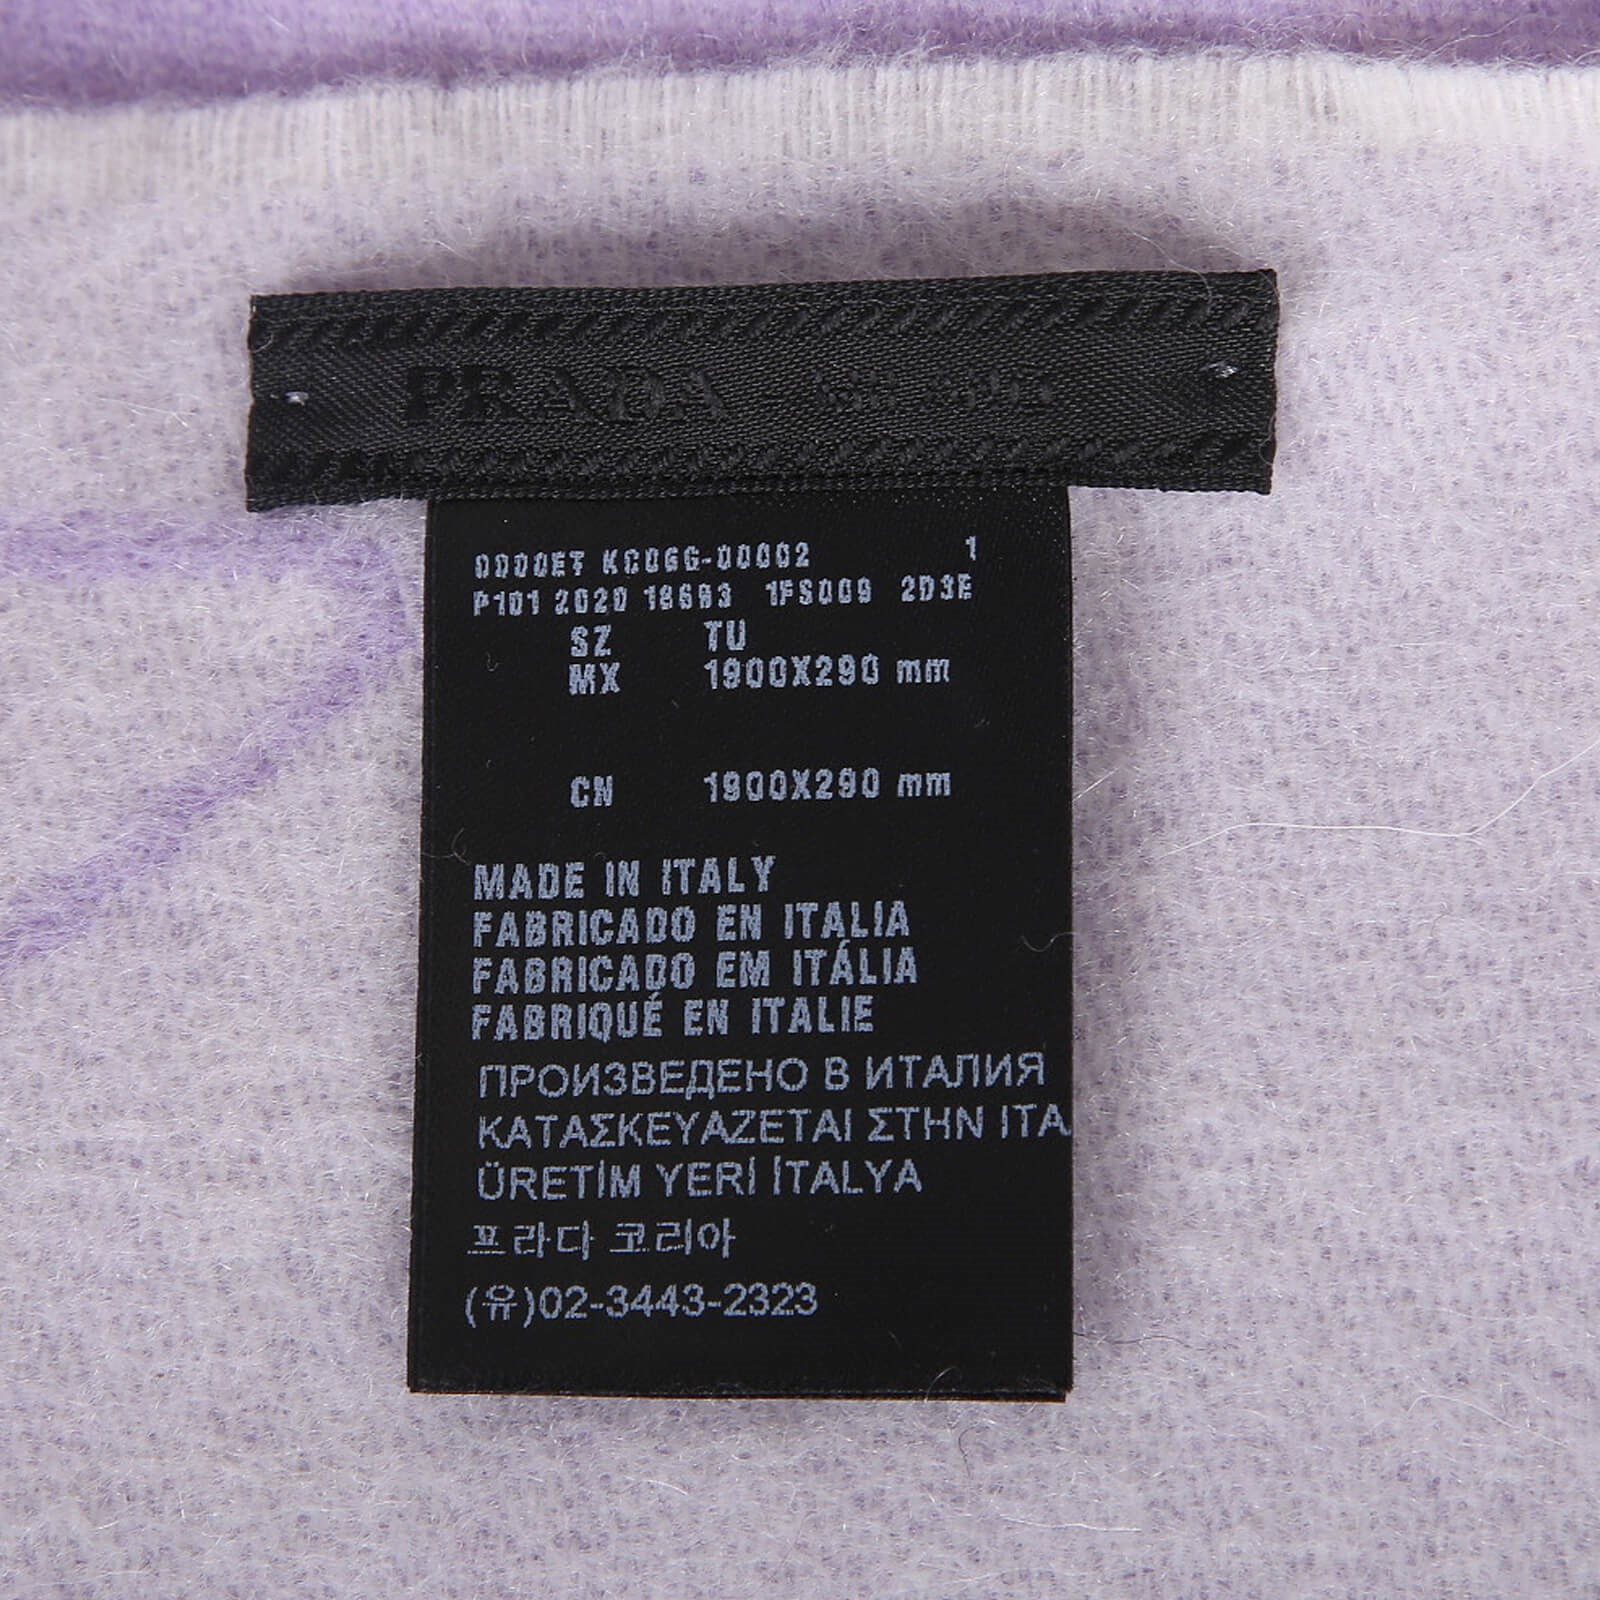 PRADA
0000ET KC066-00002 1
P101 2020 18693 1FS009 2D3E
SZ TU
MX 1900X290 mm
CN 1900X290 mm
MADE IN ITALY
FABRICADO EN ITALIA
FABRICADO EM ITÁLIA
FABRIQUÉ EN ITALIE
ПРОИЗВЕДЕНО В ИТАЛИЯ
ΚΑΤΑΣΚΕΥΑΖΕΤΑΙ ΣΤΗΝ ΙΤΑ
ÜRETİM YERİ İTALYA
프라다 코리아
(유)02-3443-2323